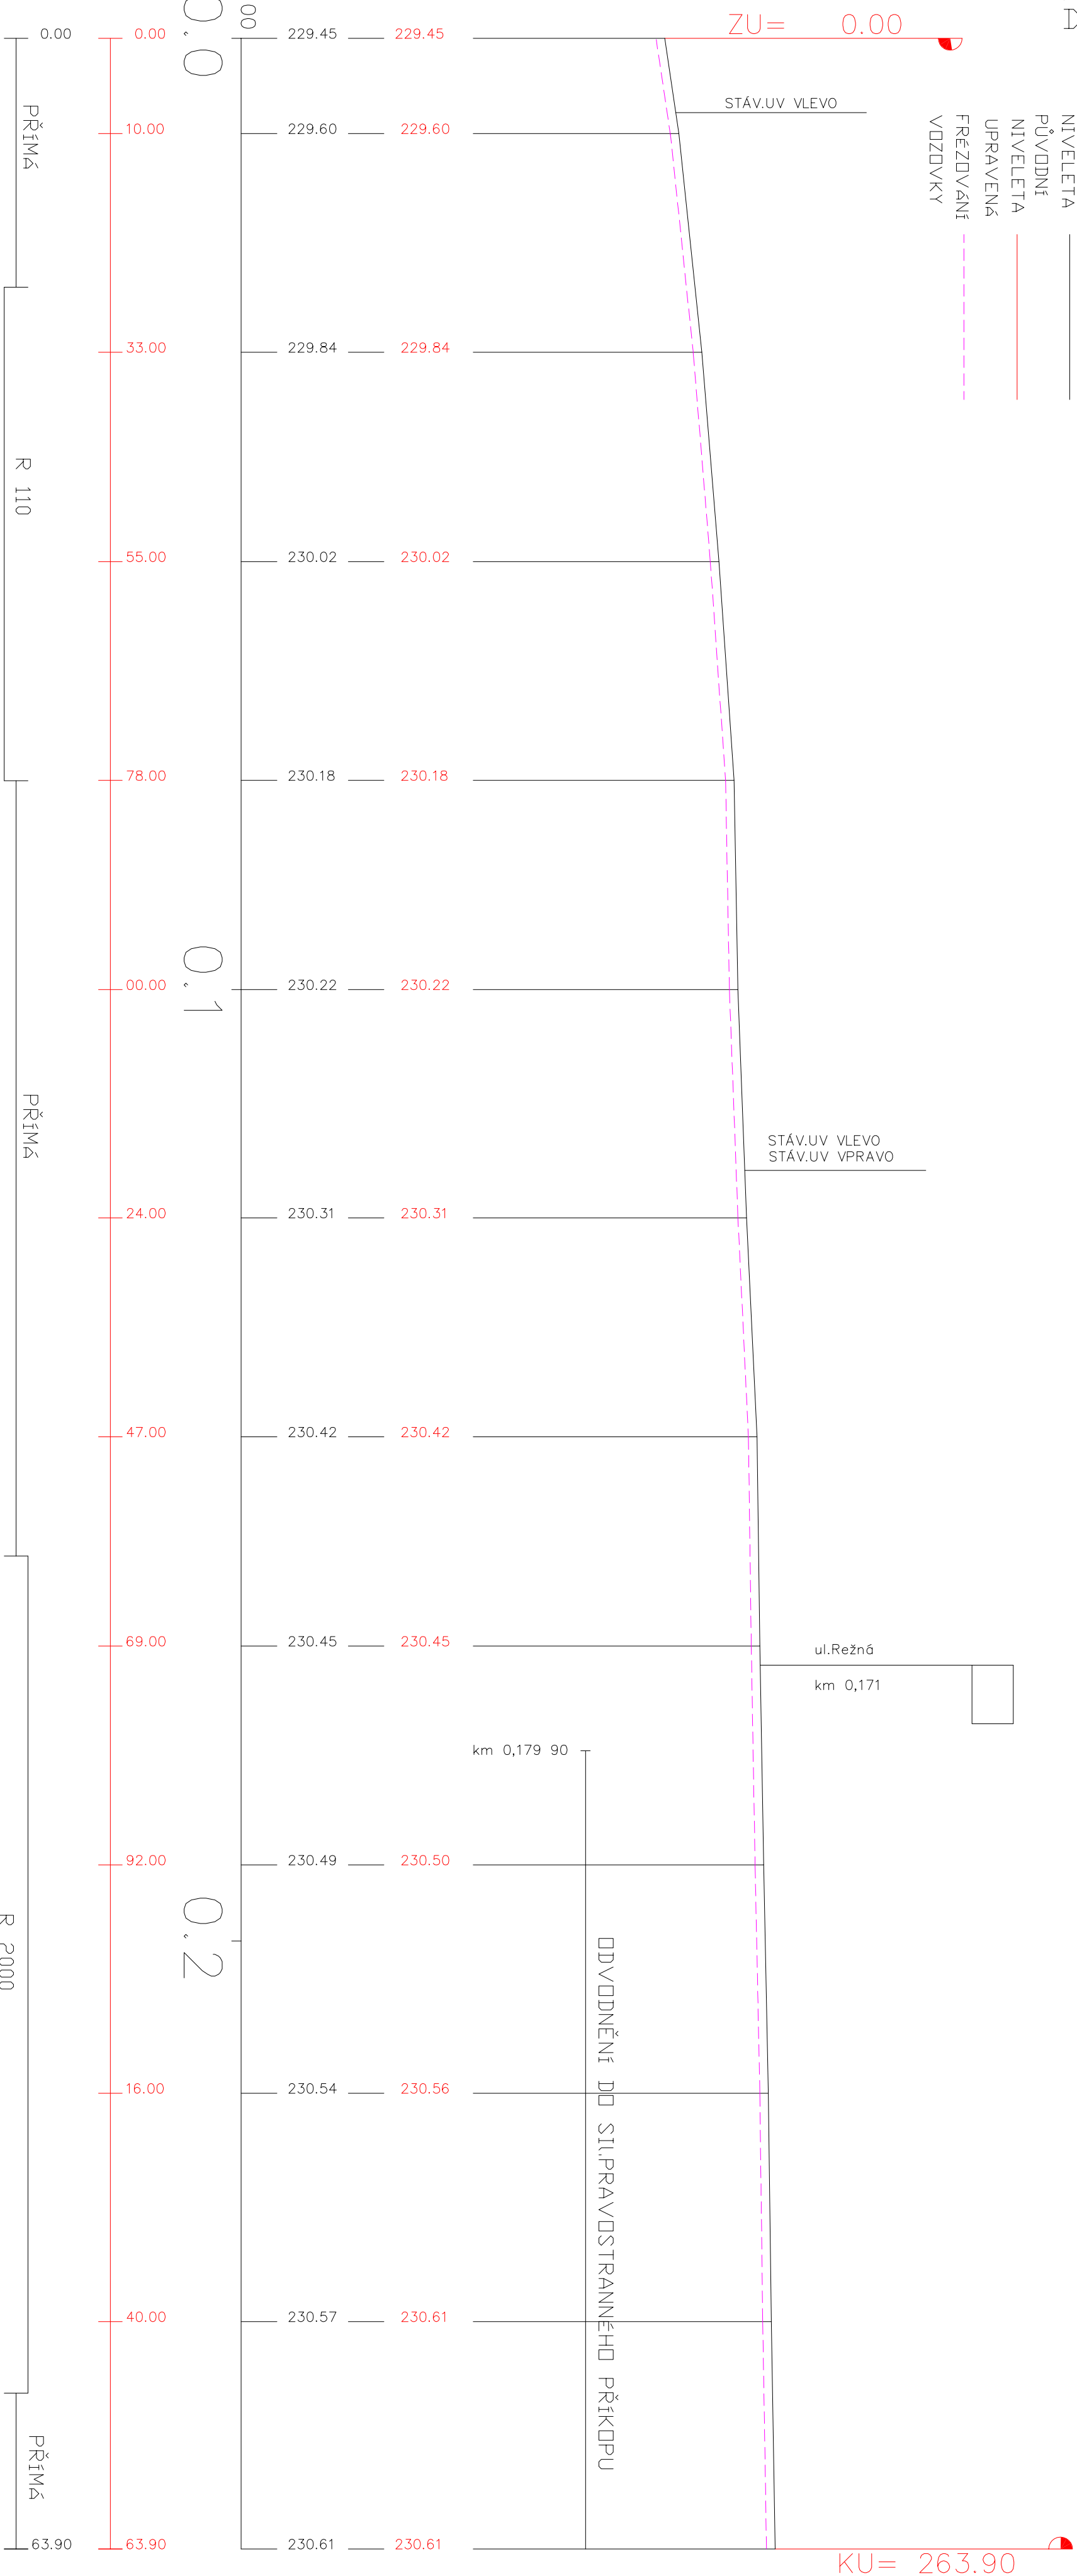 D
NIVELETA
PŮVODNÍ
NIVELETA
UPRAVENÁ
FRÉZOVÁNÍ
VOZOVKY
ZU= 0.00
STÁV.UV VLEVO
0.00 0.00 00 229.45 229.45
0.0
PŘÍMÁ
10.00 229.60 229.60
33.00 229.84 229.84
R 110
55.00 230.02 230.02
78.00 230.18 230.18
00.00 230.22 230.22
0.1
PŘÍMÁ
STÁV.UV VLEVO
STÁV.UV VPRAVO
24.00 230.31 230.31
47.00 230.42 230.42
69.00 230.45 230.45
ul.Režná
km 0,171
km 0,179 90
92.00 230.49 230.50
0.2
R 2000
ODVODNĚNÍ DO SIL.PRAVOSTRANNÉHO PŘÍKOPU
16.00 230.54 230.56
40.00 230.57 230.61
PŘÍMÁ
63.90 63.90 230.61 230.61
KU= 263.90